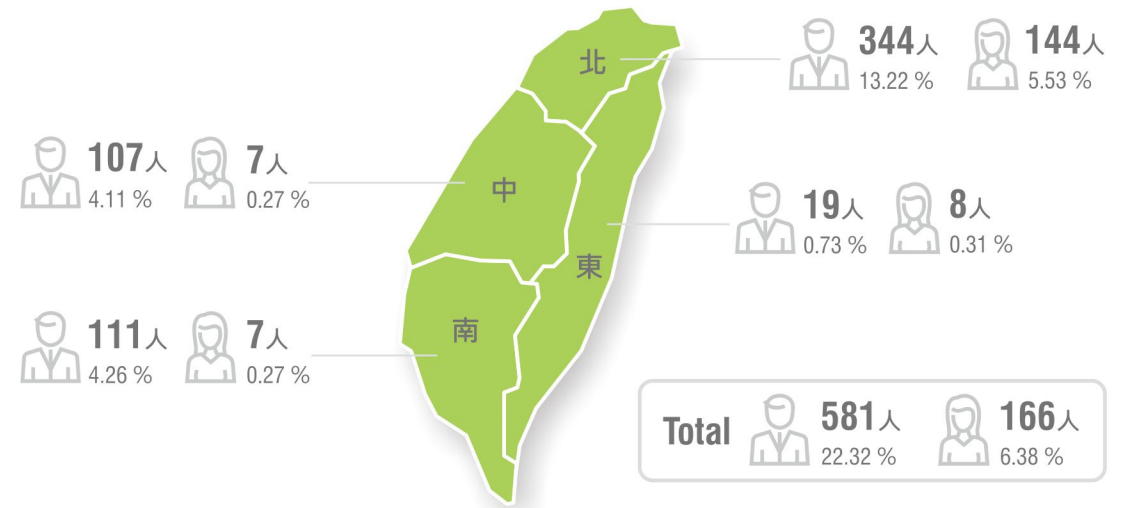 北
344人
13.22 %
144人
5.53 %
107人
4.11 %
7人
0.27 %
中
19人
0.73 %
8人
0.31 %
東
111人
4.26 %
7人
0.27 %
南
Total
581人
22.32 %
166人
6.38 %